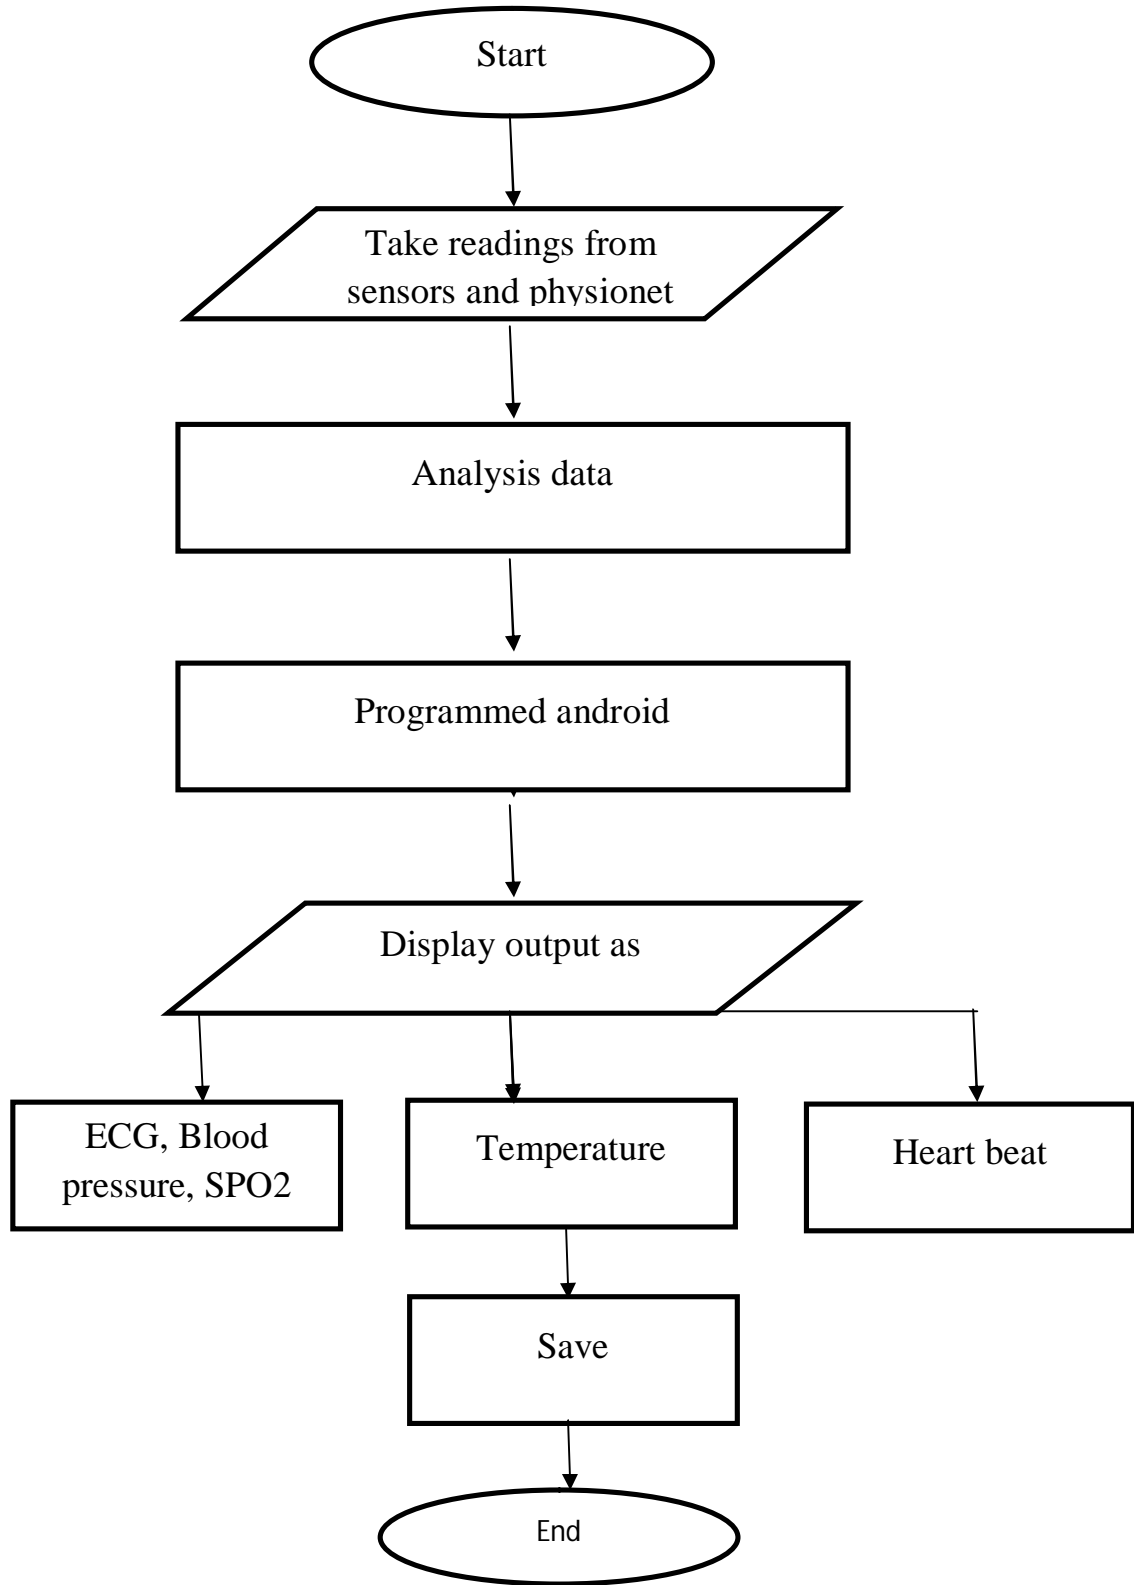 Start
Take readings from
sensors and physionet
Analysis data
Programmed android
Display output as
ECG, Blood
pressure, SPO2
Temperature
Heart beat
Save
End